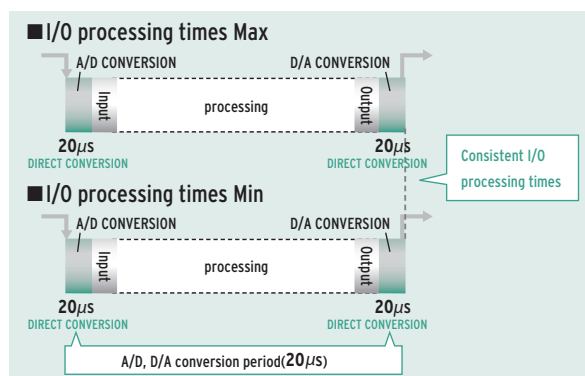 ■I/O processing times Max
A/D CONVERSION D/A CONVERSION
Input processing Output
20µs 20µs
DIRECT CONVERSION DIRECT CONVERSION
Consistent I/O
processing times
■I/O processing times Min
A/D CONVERSION D/A CONVERSION
Input processing Output
20µs 20µs
DIRECT CONVERSION DIRECT CONVERSION
A/D, D/A conversion period(20µs)